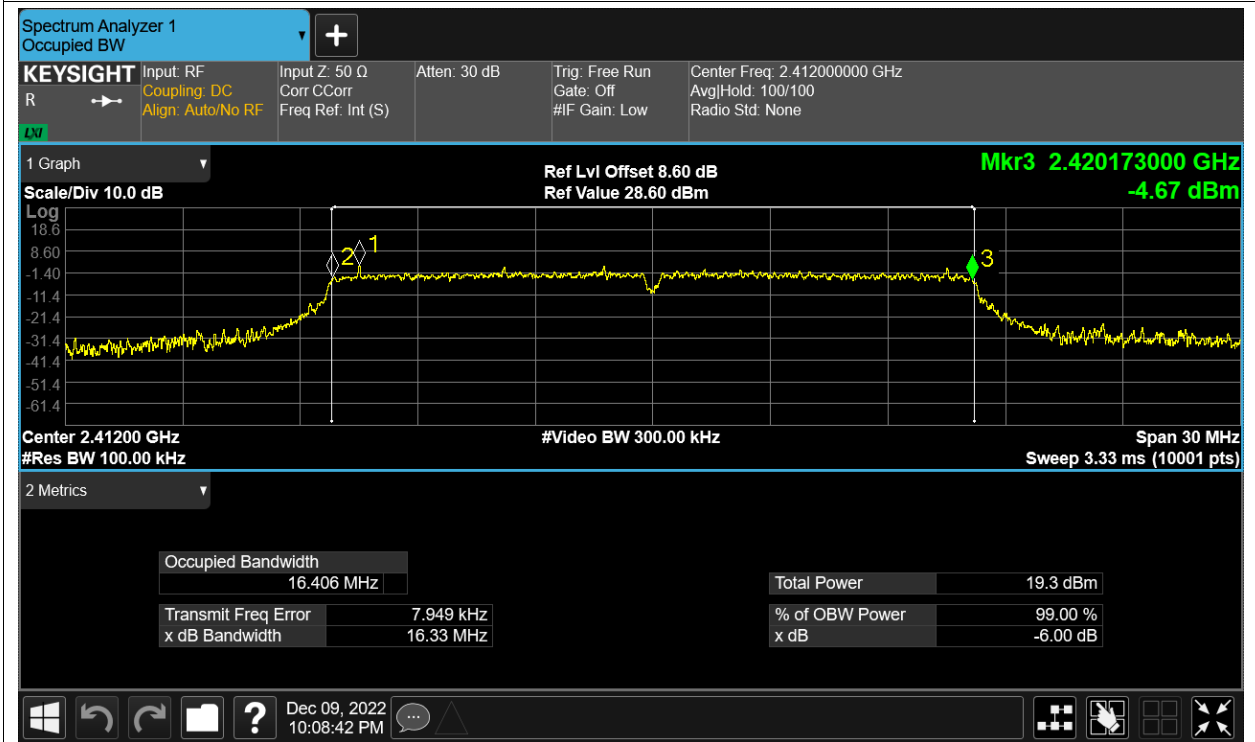 Spectrum Analyzer 1
Occupied BW
+
KEYSIGHT
R
LXI
Input: RF
Coupling: DC
Align: Auto/No RF
Input Z: 50 Ω
Corr CCorr
Freq Ref: Int (S)
Atten: 30 dB
Trig: Free Run
Gate: Off
#IF Gain: Low
Center Freq: 2.412000000 GHz
Avg|Hold: 100/100
Radio Std: None
1 Graph
Scale/Div 10.0 dB
Ref Lvl Offset 8.60 dB
Ref Value 28.60 dBm
Mkr3 2.420173000 GHz
-4.67 dBm
Log
18.6
8.60
-1.40
-11.4
-21.4
-31.4
-41.4
-51.4
-61.4
2
1
3
Center 2.41200 GHz
#Res BW 100.00 kHz
#Video BW 300.00 kHz
Span 30 MHz
Sweep 3.33 ms (10001 pts)
2 Metrics
Occupied Bandwidth
16.406 MHz
Transmit Freq Error 7.949 kHz
x dB Bandwidth 16.33 MHz
Total Power 19.3 dBm
% of OBW Power 99.00 %
x dB -6.00 dB
?
Dec 09, 2022
10:08:42 PM